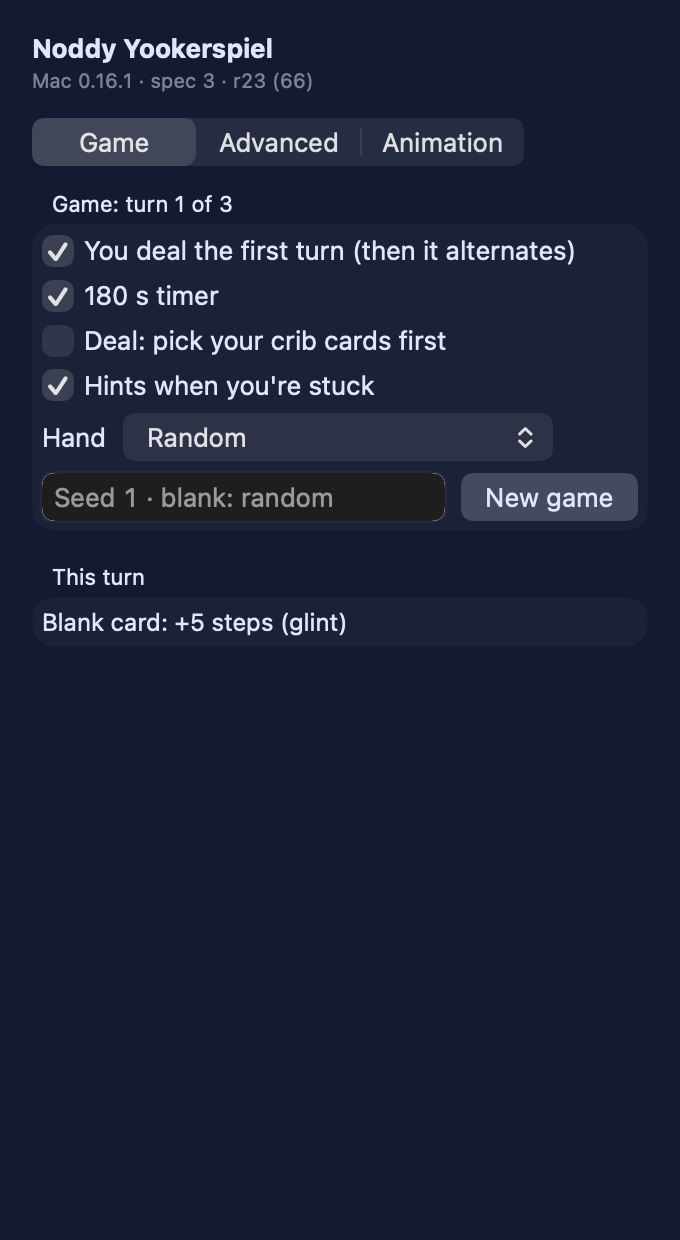 Noddy Yookerspiel
Mac 0.16.1 · spec 3 · r23 (66)
Game Advanced Animation
Game: turn 1 of 3
You deal the first turn (then it alternates)
180 s timer
Deal: pick your crib cards first
Hints when you're stuck
Hand Random
Seed 1 · blank: random New game
This turn
Blank card: +5 steps (glint)